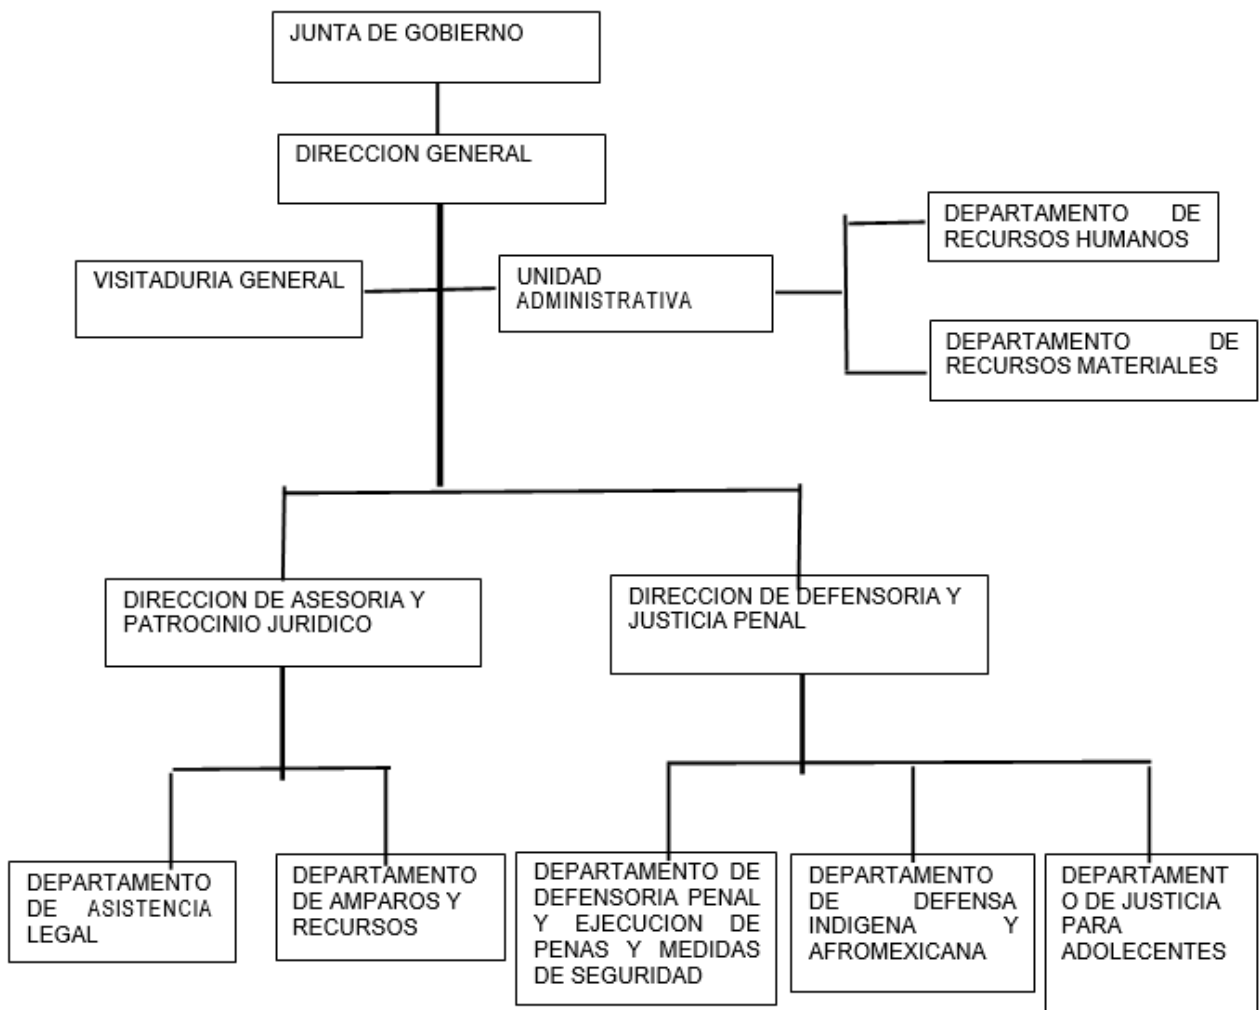 JUNTA DE GOBIERNO
DIRECCION GENERAL
VISITADURIA GENERAL
UNIDAD
ADMINISTRATIVA
DEPARTAMENTO DE
RECURSOS HUMANOS
DEPARTAMENTO DE
RECURSOS MATERIALES
DIRECCION DE ASESORIA Y
PATROCINIO JURIDICO
DIRECCION DE DEFENSORIA Y
JUSTICIA PENAL
DEPARTAMENTO
DE ASISTENCIA
LEGAL
DEPARTAMENTO
DE AMPAROS Y
RECURSOS
DEPARTAMENTO DE
DEFENSORIA PENAL
Y EJECUCION DE
PENAS Y MEDIDAS
DE SEGURIDAD
DEPARTAMENTO
DE DEFENSA
INDIGENA Y
AFROMEXICANA
DEPARTAMENT
O DE JUSTICIA
PARA
ADOLECENTES